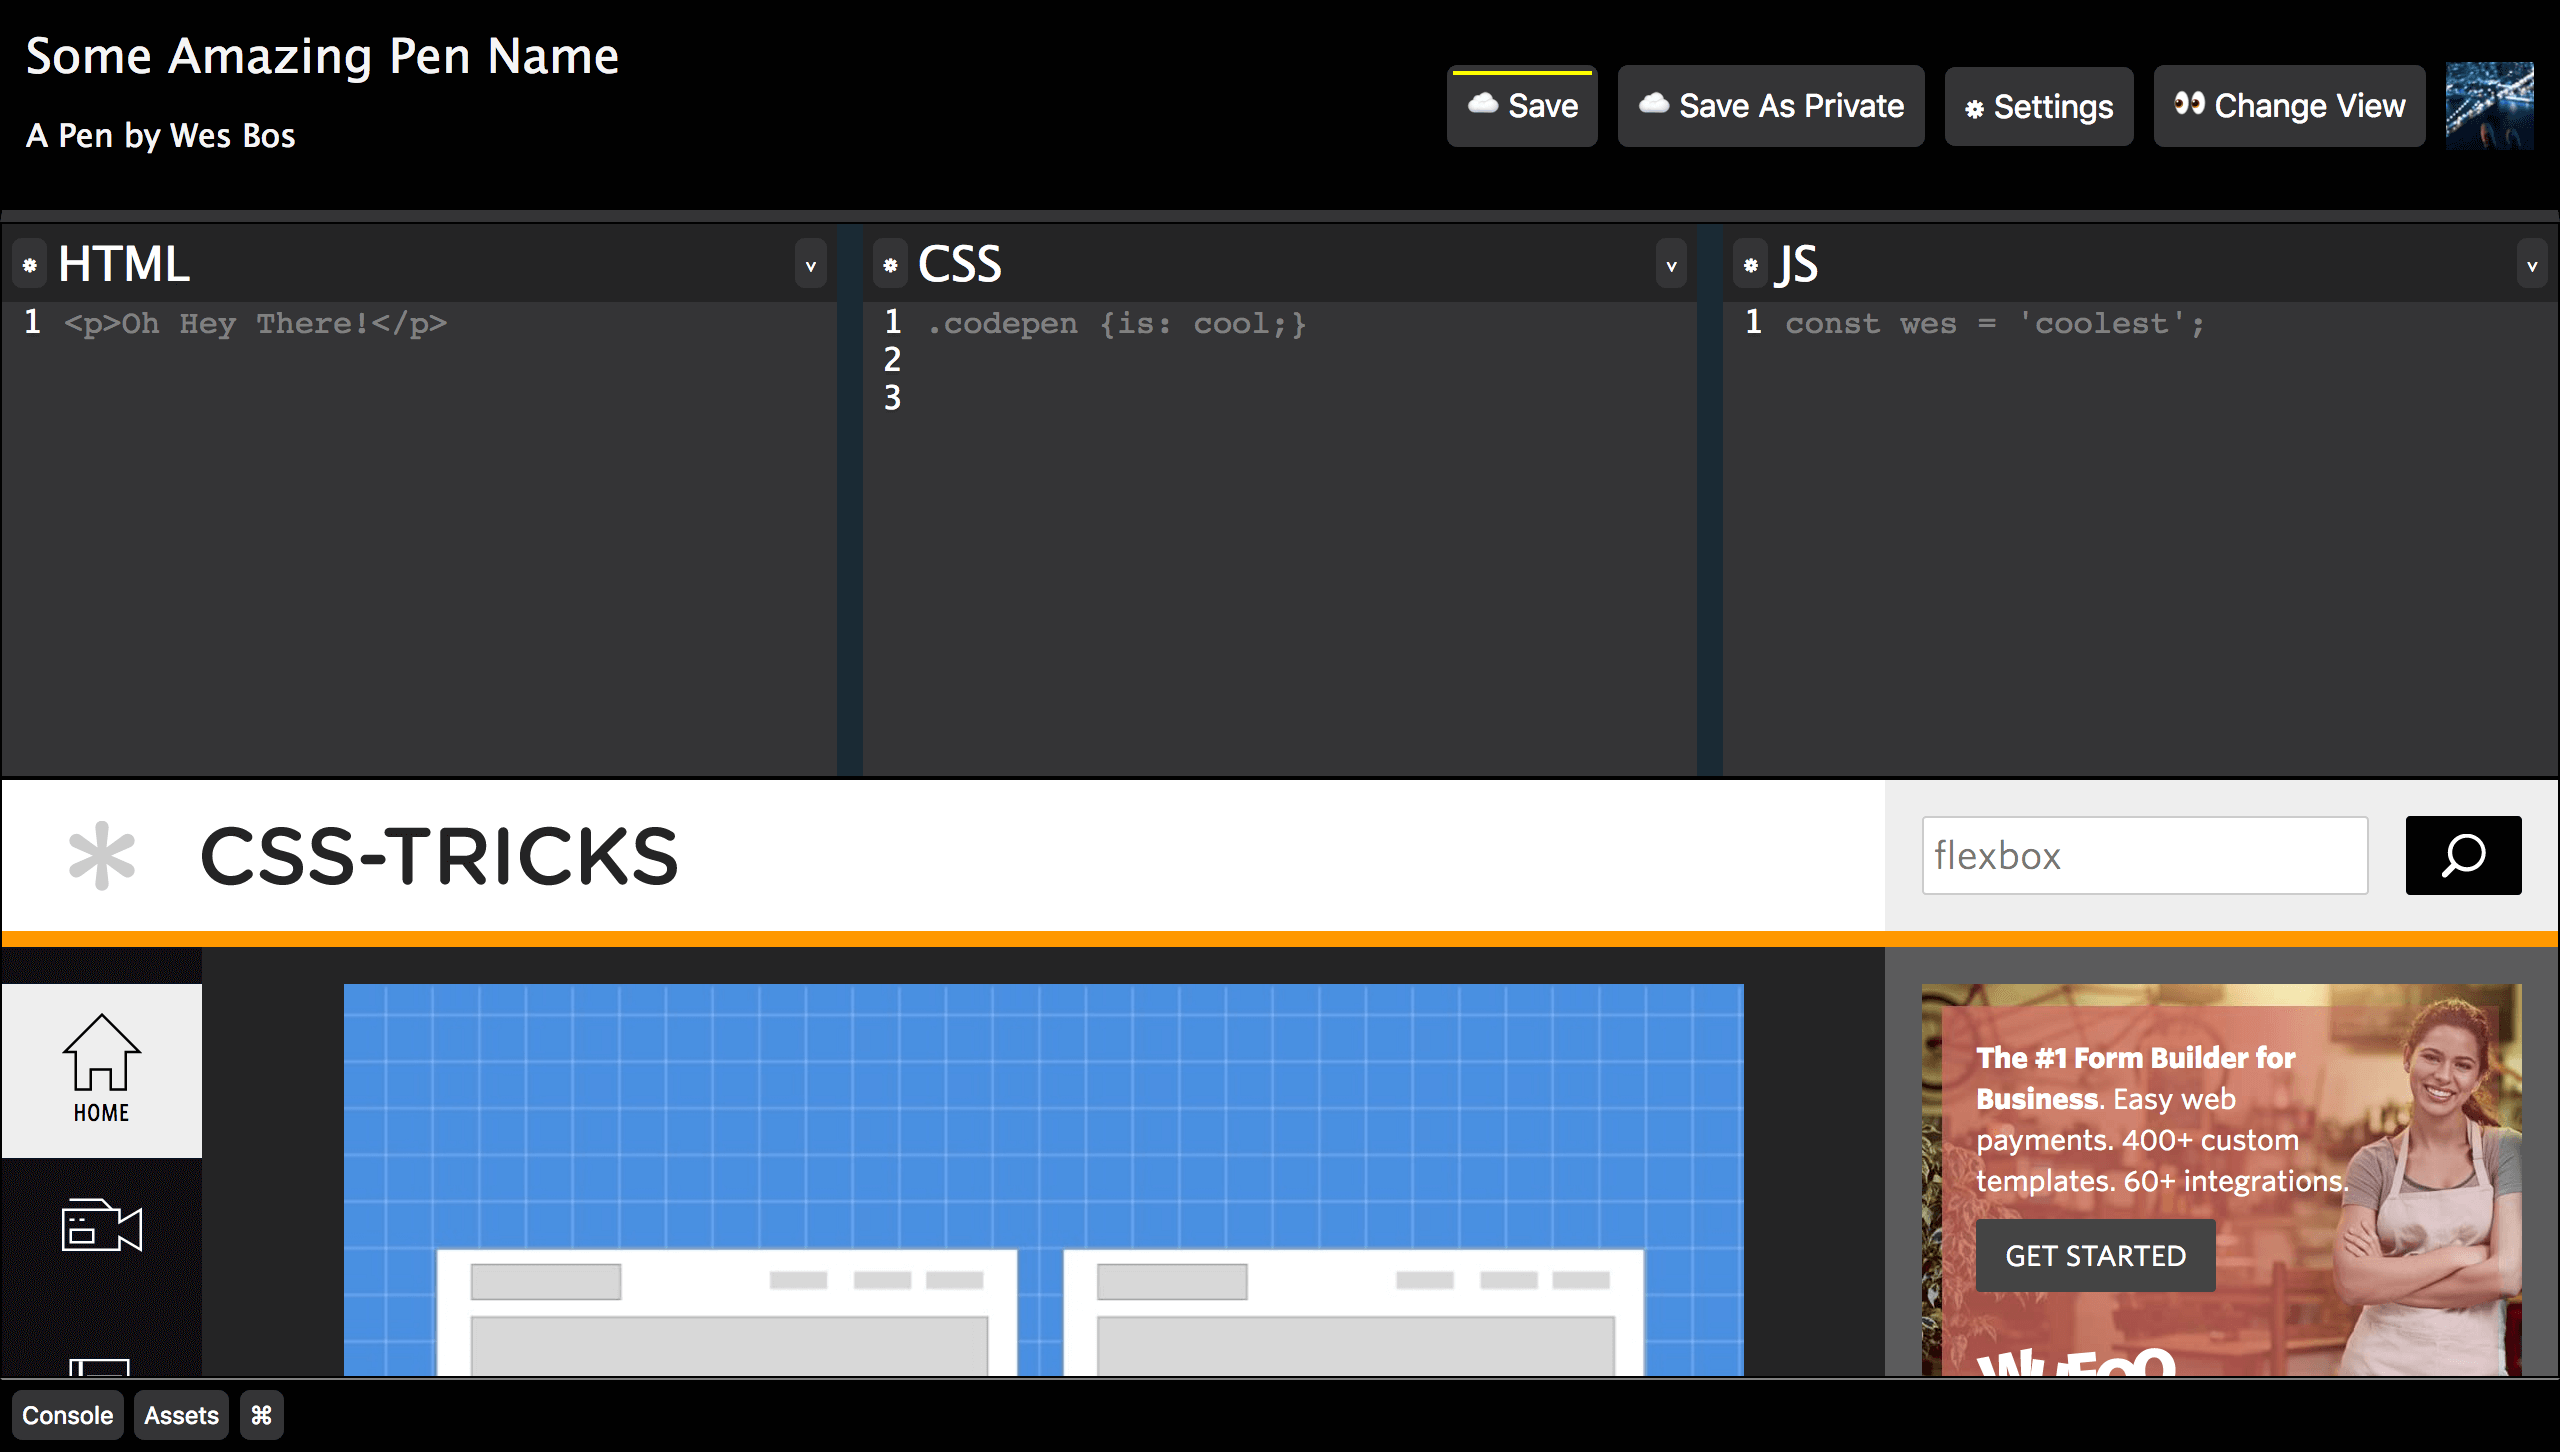 Some Amazing Pen Name
A Pen by Wes Bos
☁️ Save
☁️ Save As Private
⚙ Settings
👀 Change View
HTML
v
1 <p>Oh Hey There!</p>
CSS
v
1 .codepen {is: cool;}
2
3
JS
v
1 const wes = 'coolest';
CSS-TRICKS
flexbox
HOME
The #1 Form Builder for
Business. Easy web
payments. 400+ custom
templates. 60+ integrations.
GET STARTED
Console
Assets
⌘